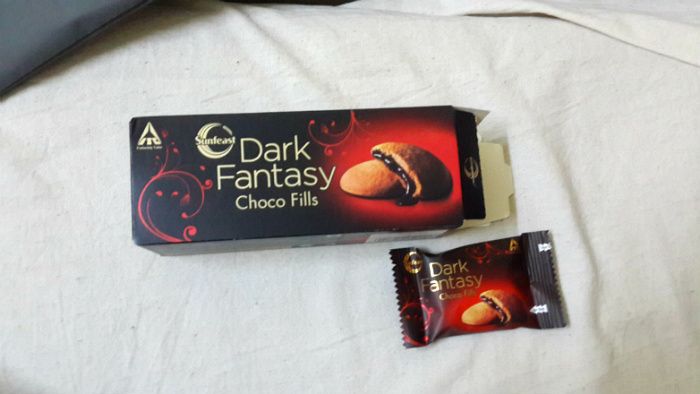 Sunfeast
Dark
Fantasy
Choco Fills
Dark
Fantasy
Choco Fills